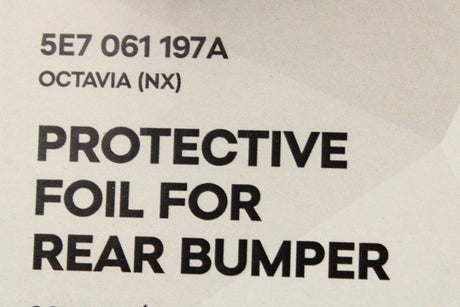 5E7 061 197A
OCTAVIA (NX)
PROTECTIVE
FOIL FOR
REAR BUMPER